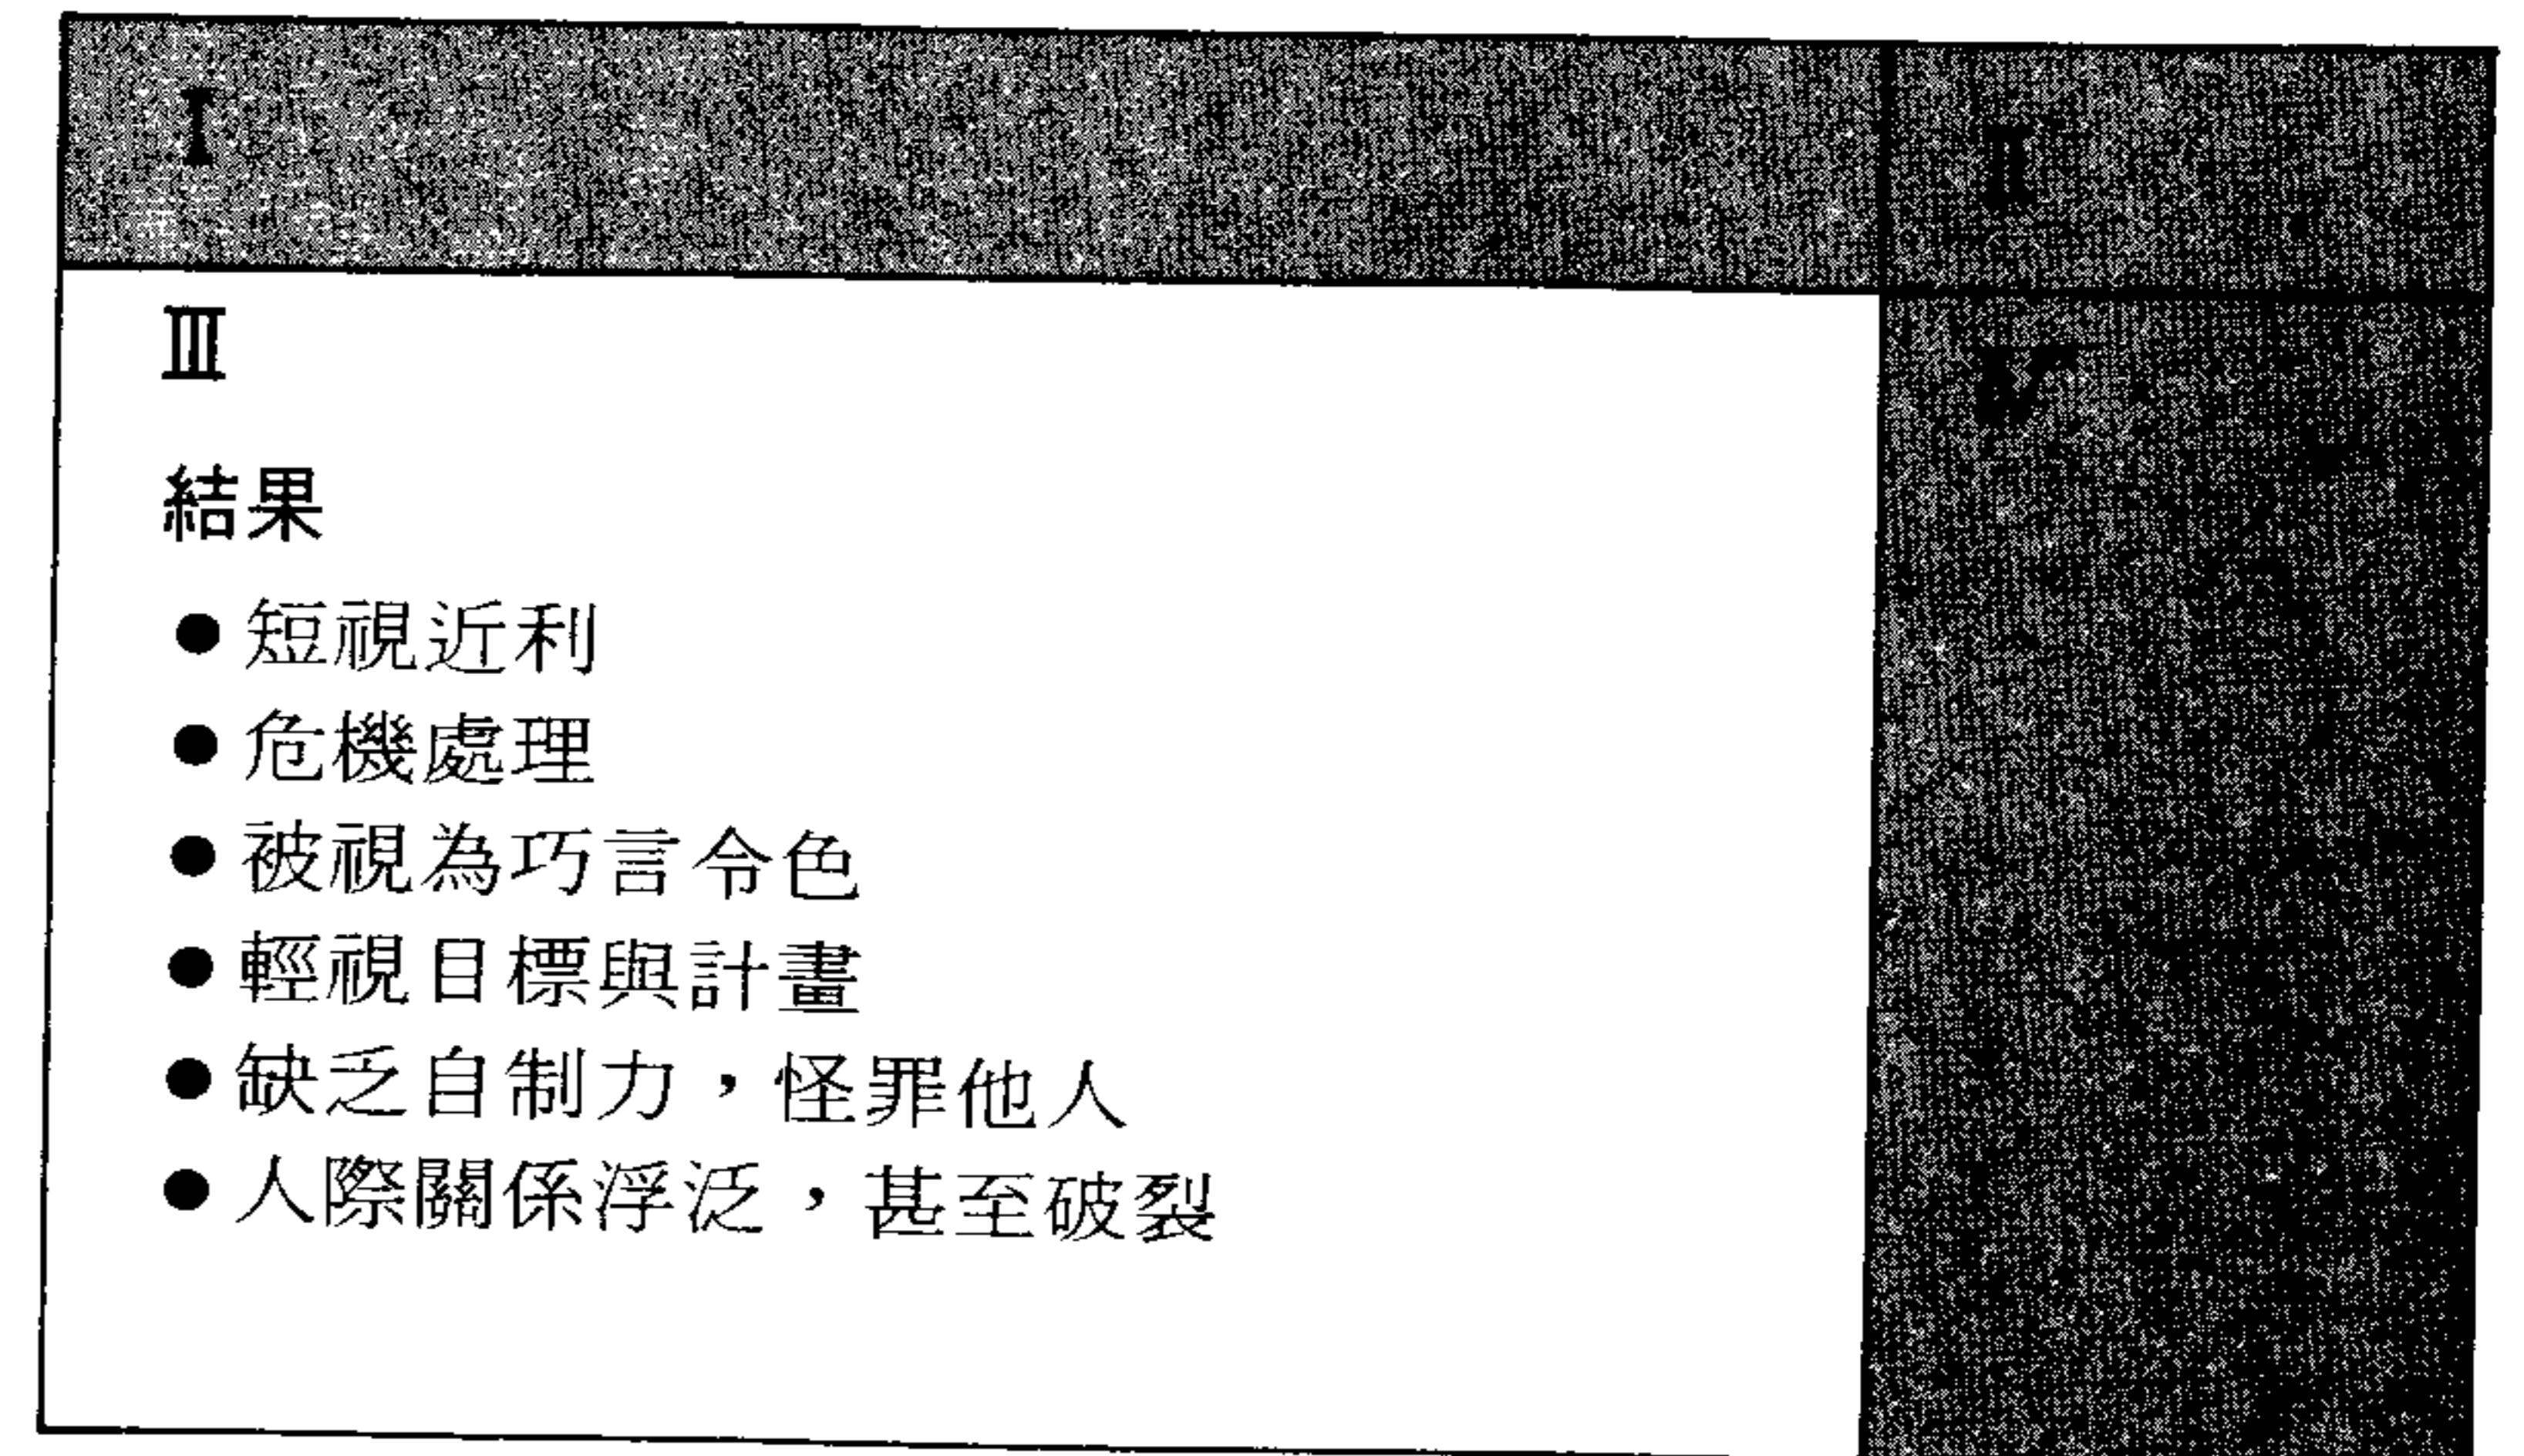 I
II
III
結果
●短視近利
●危機處理
●被視為巧言令色
●輕視目標與計畫
●缺乏自制力，怪罪他人
●人際關係浮泛，甚至破裂